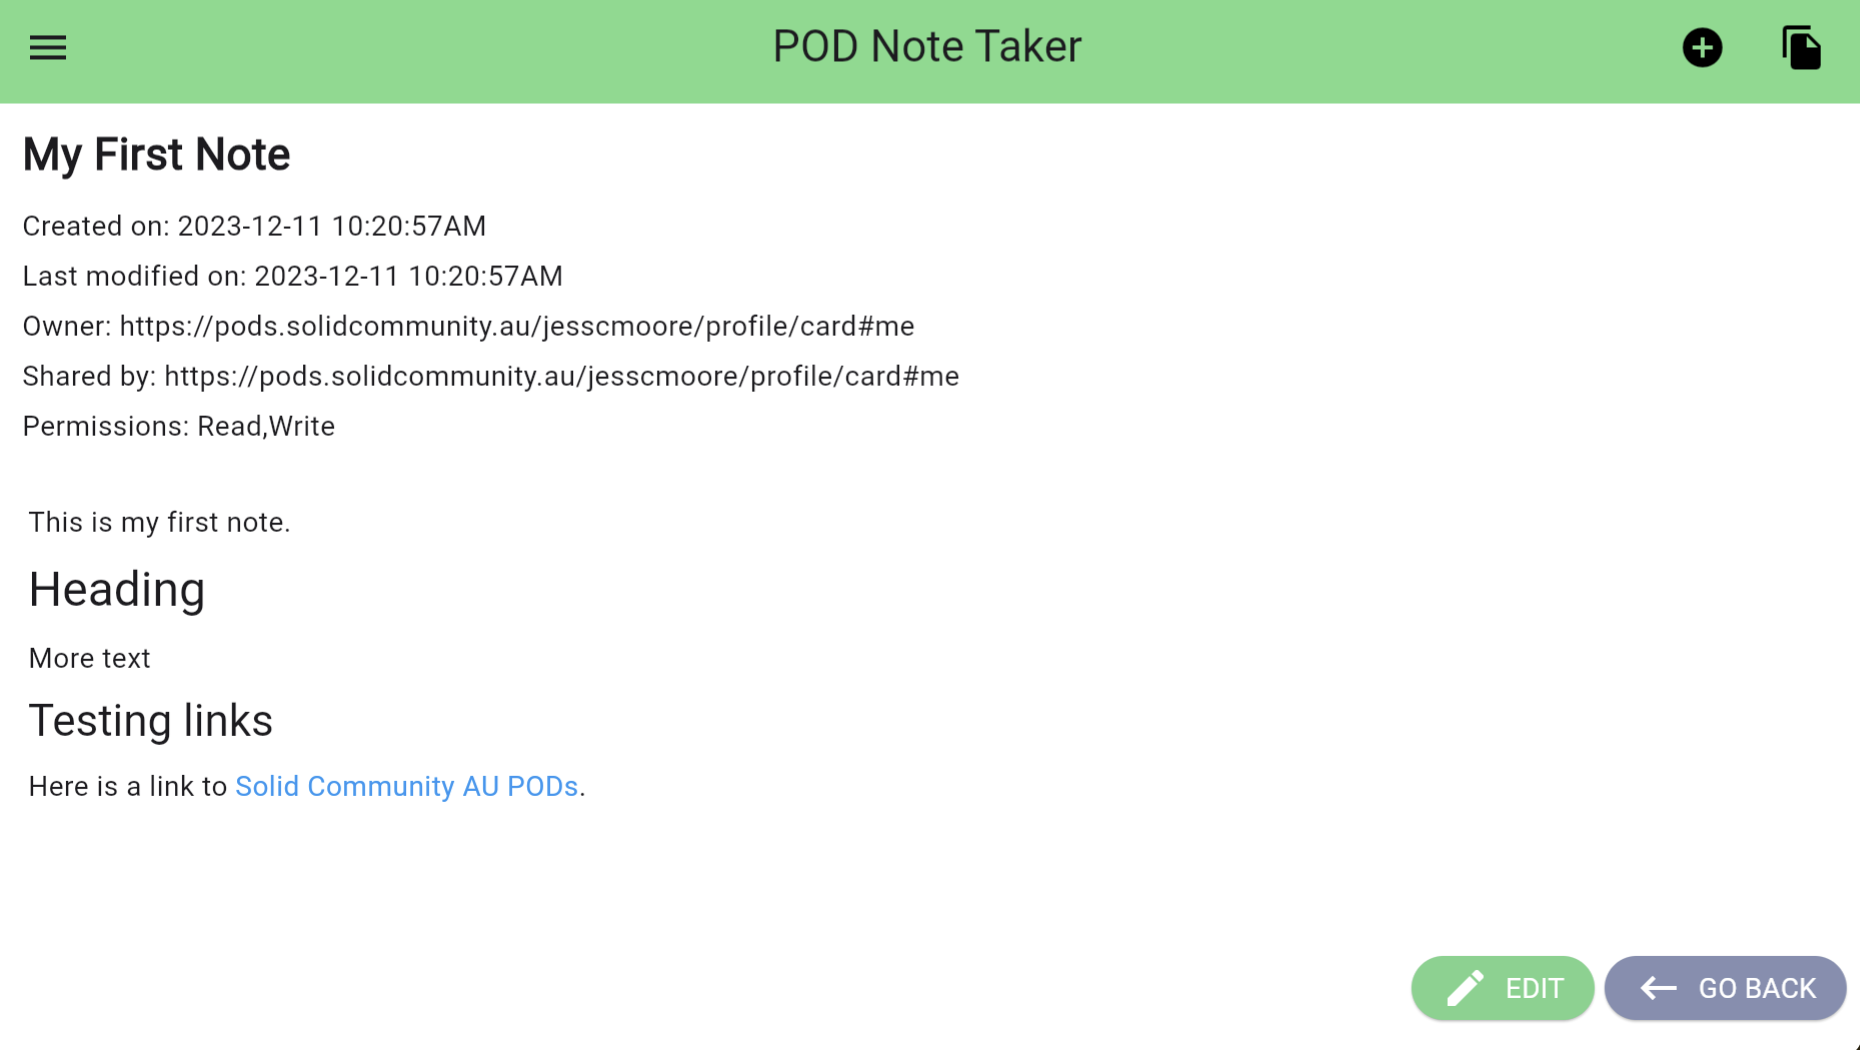 POD Note Taker
My First Note
Created on: 2023-12-11 10:20:57AM
Last modified on: 2023-12-11 10:20:57AM
Owner: https://pods.solidcommunity.au/jesscmoore/profile/card#me
Shared by: https://pods.solidcommunity.au/jesscmoore/profile/card#me
Permissions: Read,Write
This is my first note.
Heading
More text
Testing links
Here is a link to Solid Community AU PODs.
EDIT
GO BACK